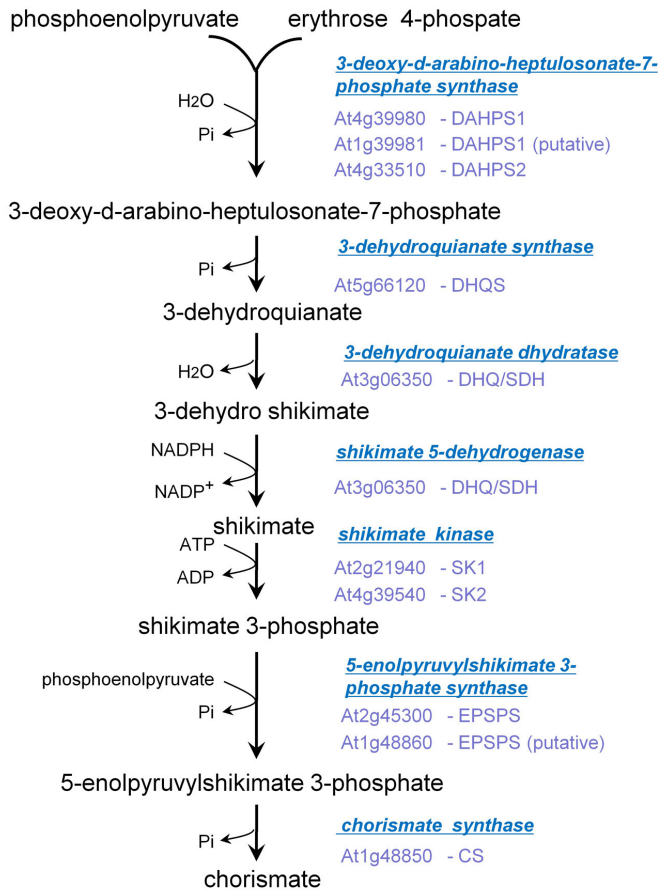 phosphoenolpyruvate erythrose 4-phospate
3-deoxy-d-arabino-heptulosonate-7-
phosphate synthase
H2O
Pi
At4g39980 - DAHPS1
At1g39981 - DAHPS1 (putative)
At4g33510 - DAHPS2
3-deoxy-d-arabino-heptulosonate-7-phosphate
3-dehydroquianate synthase
Pi
At5g66120 - DHQS
3-dehydroquianate
3-dehydroquianate dhydratase
H2O
At3g06350 - DHQ/SDH
3-dehydro shikimate
NADPH
NADP+
shikimate 5-dehydrogenase
At3g06350 - DHQ/SDH
shikimate
shikimate kinase
ATP
ADP
At2g21940 - SK1
At4g39540 - SK2
shikimate 3-phosphate
5-enolpyruvylshikimate 3-
phosphate synthase
phosphoenolpyruvate
Pi
At2g45300 - EPSPS
At1g48860 - EPSPS (putative)
5-enolpyruvylshikimate 3-phosphate
chorismate synthase
Pi
At1g48850 - CS
chorismate